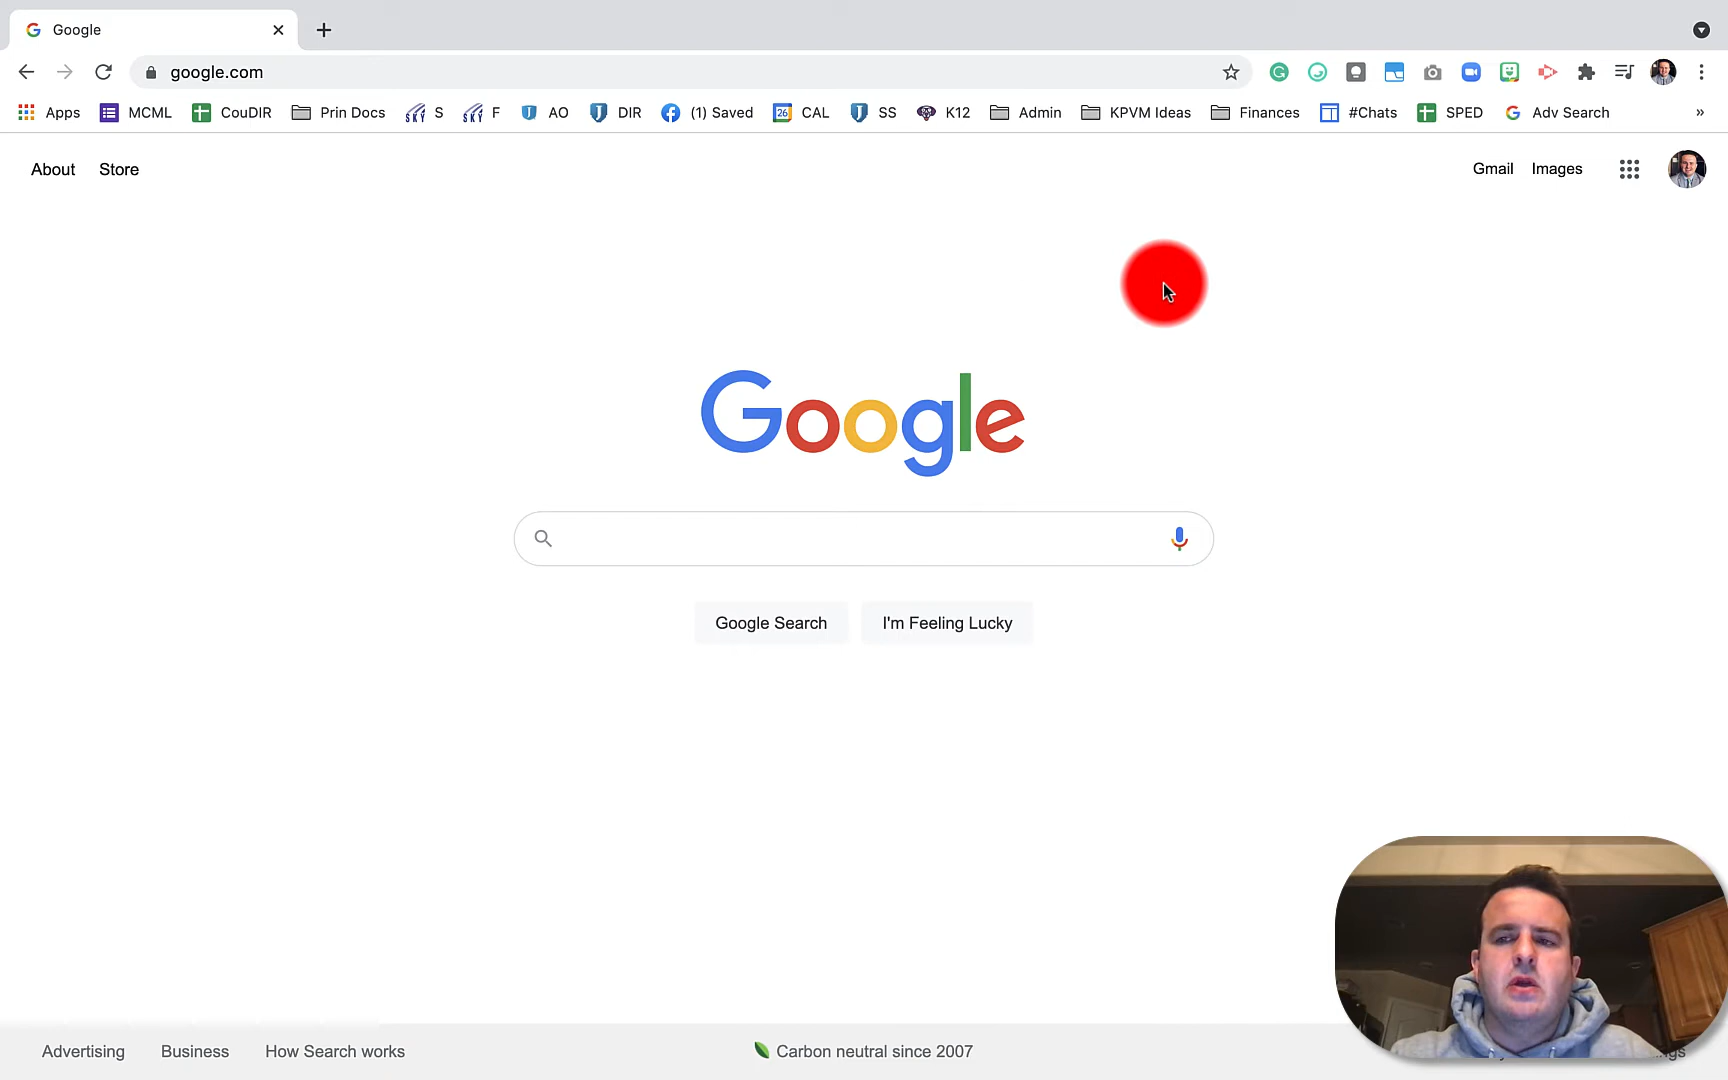 Google
google.com
Apps MCML CouDIR Prin Docs S F AO DIR (1) Saved CAL SS K12 Admin KPVM Ideas Finances #Chats SPED Adv Search »
About Store Gmail Images
Google
Google Search I'm Feeling Lucky
Advertising Business How Search works Carbon neutral since 2007